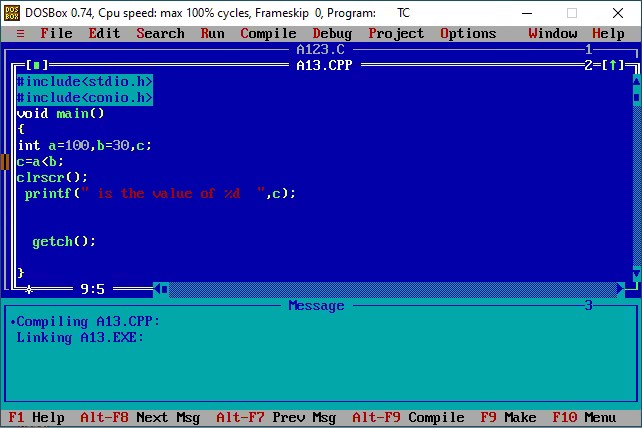 DOSBox 0.74, Cpu speed: max 100% cycles, Frameskip 0, Program: TC
≡ File Edit Search Run Compile Debug Project Options Window Help
A123.C 1
[■] A13.CPP 2=[↑]
#include<stdio.h>
#include<conio.h>
void main()
{
int a=100,b=30,c;
c=a<b;
clrscr();
printf(" is the value of %d  ",c);
getch();
}
* 9:5
Message 3
•Compiling A13.CPP:
Linking A13.EXE:
F1 Help Alt-F8 Next Msg Alt-F7 Prev Msg Alt-F9 Compile F9 Make F10 Menu